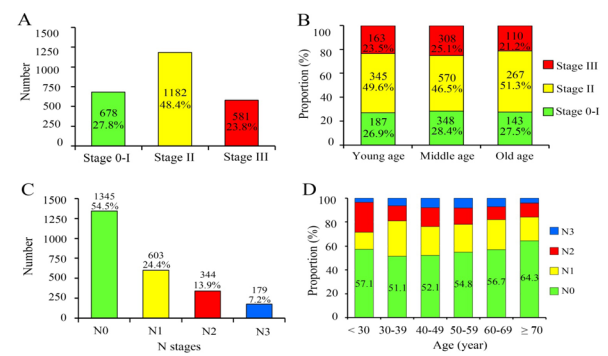 A
Number
1500
1250
1000
750
500
250
0
678
27.8%
1182
48.4%
581
23.8%
Stage 0-I Stage II Stage III
B
Proportion (%)
100
80
60
40
20
0
163
23.5%
308
25.1%
110
21.2%
345
49.6%
570
46.5%
267
51.3%
187
26.9%
348
28.4%
143
27.5%
Young age Middle age Old age
Stage III
Stage II
Stage 0-I
C
Number
1500
1250
1000
750
500
250
0
1345
54.5%
603
24.4%
344
13.9%
179
7.2%
N0 N1 N2 N3
N stages
D
Proportion (%)
100
80
60
40
20
0
57.1 51.1 52.1 54.8 56.7 64.3
< 30 30-39 40-49 50-59 60-69 ≥ 70
Age (year)
N3
N2
N1
N0